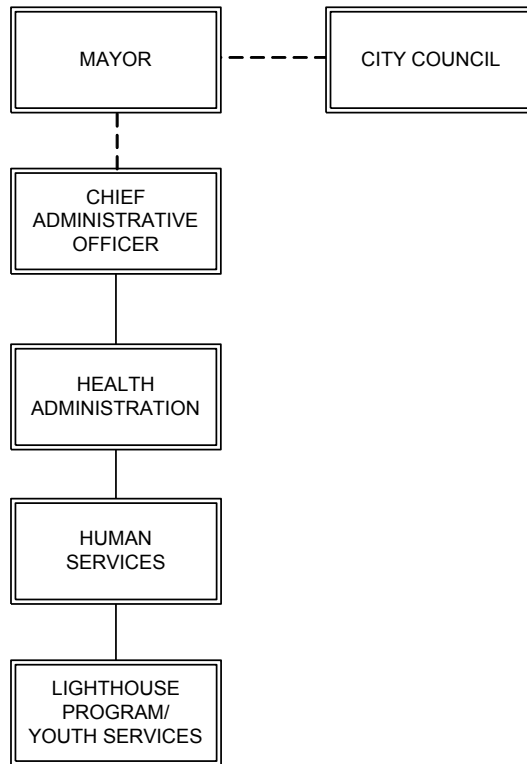 MAYOR
CITY COUNCIL
CHIEF
ADMINISTRATIVE
OFFICER
HEALTH
ADMINISTRATION
HUMAN
SERVICES
LIGHTHOUSE
PROGRAM/
YOUTH SERVICES